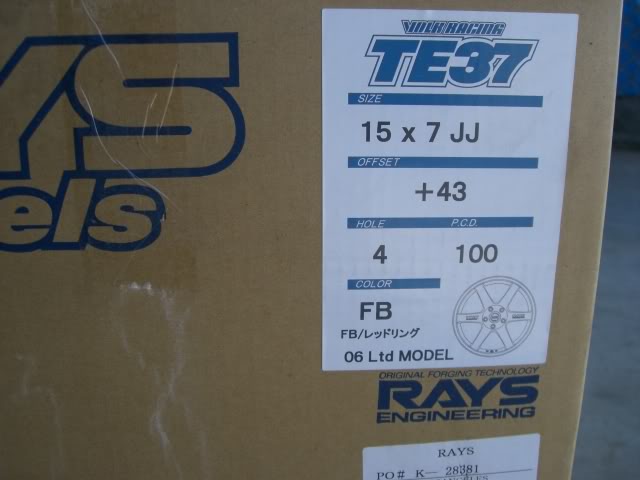 YS
els
VOLK RACING
TE37
SIZE
15 x 7 JJ
OFFSET
+43
HOLE P.C.D.
4 100
COLOR
FB
FB/レッドリング
06 Ltd MODEL
ORIGINAL FORGING TECHNOLOGY
RAYS
ENGINEERING
RAYS
PO# K- 28381